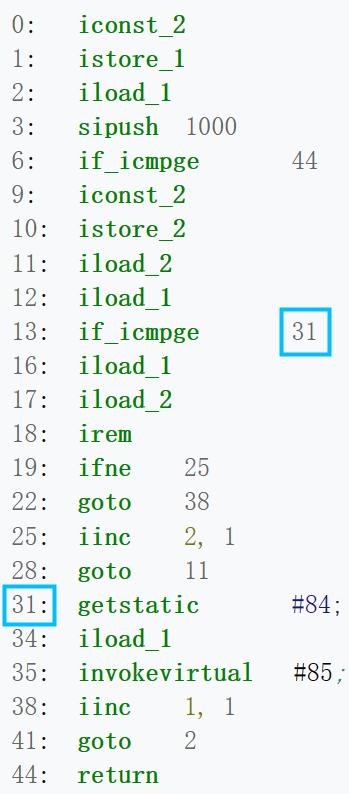 0: iconst_2
1: istore_1
2: iload_1
3: sipush 1000
6: if_icmpge 44
9: iconst_2
10: istore_2
11: iload_2
12: iload_1
13: if_icmpge 31
16: iload_1
17: iload_2
18: irem
19: ifne 25
22: goto 38
25: iinc 2, 1
28: goto 11
31: getstatic #84;
34: iload_1
35: invokevirtual #85;
38: iinc 1, 1
41: goto 2
44: return